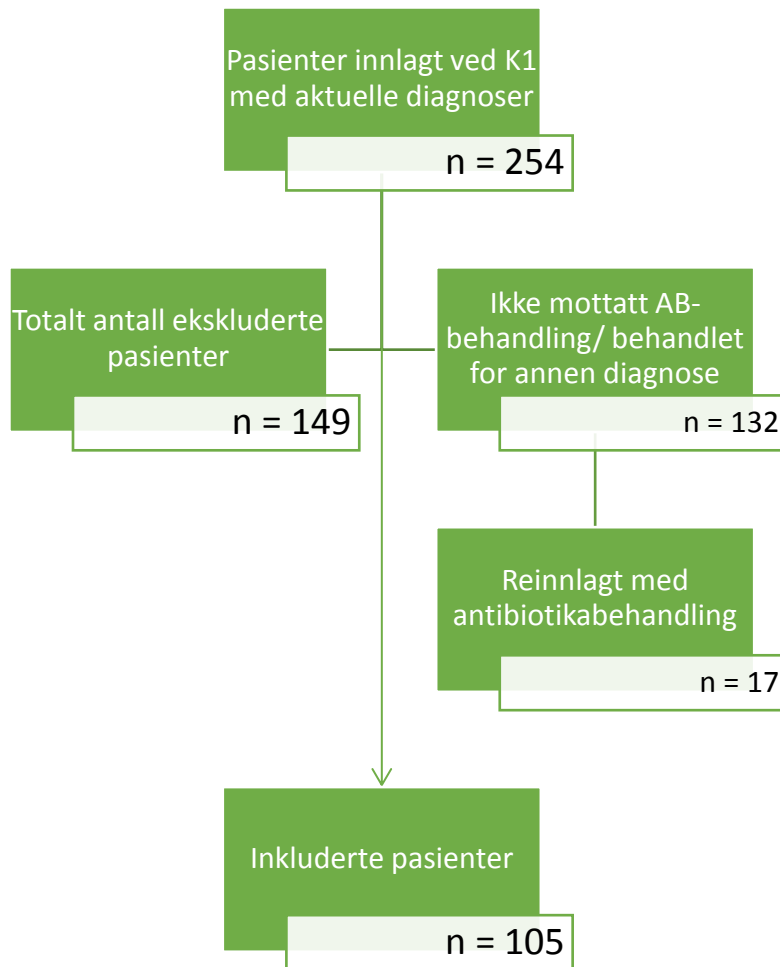 Pasienter innlagt ved K1
med aktuelle diagnoser
n = 254
Totalt antall ekskluderte
pasienter
n = 149
Ikke mottatt AB-
behandling/ behandlet
for annen diagnose
n = 132
Reinnlagt med
antibiotikabehandling
n = 17
Inkluderte pasienter
n = 105